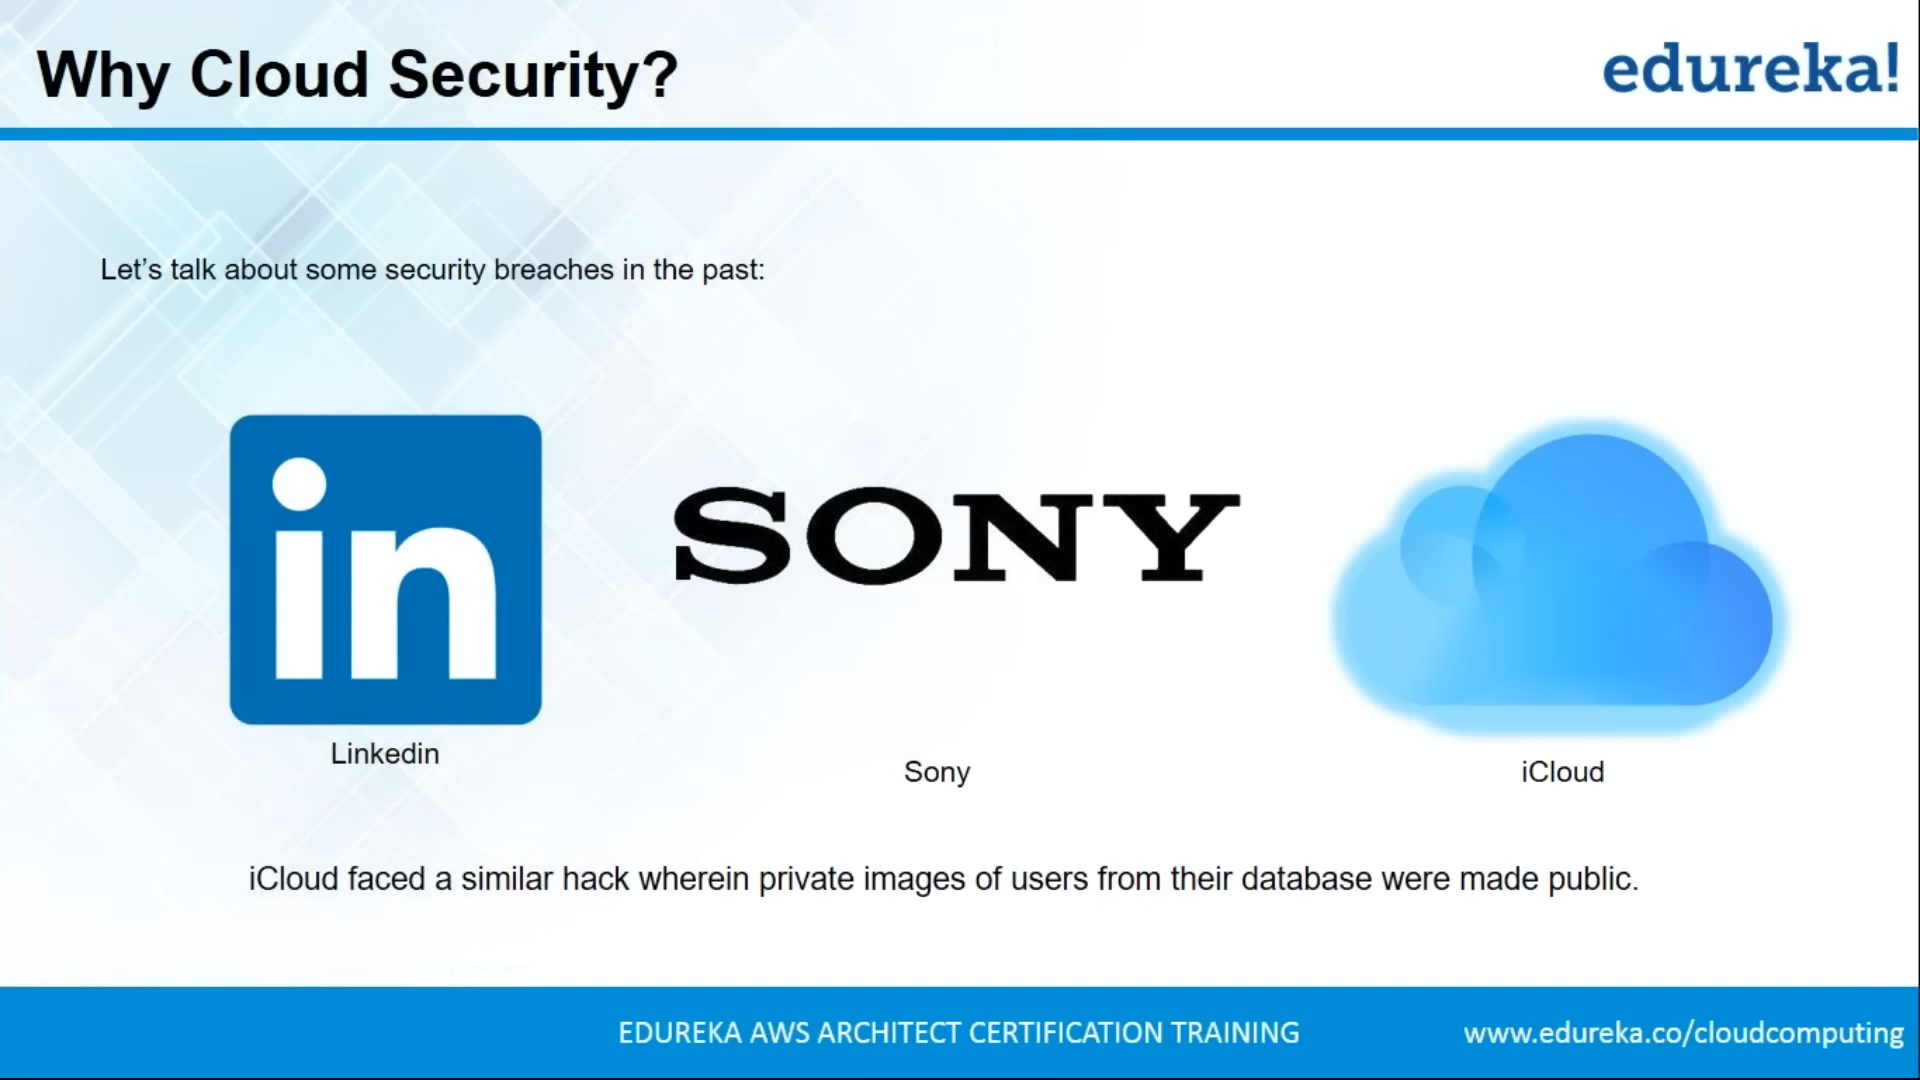 Why Cloud Security?
edureka!
Let’s talk about some security breaches in the past:
in
SONY
Linkedin
Sony
iCloud
iCloud faced a similar hack wherein private images of users from their database were made public.
EDUREKA AWS ARCHITECT CERTIFICATION TRAINING
www.edureka.co/cloudcomputing